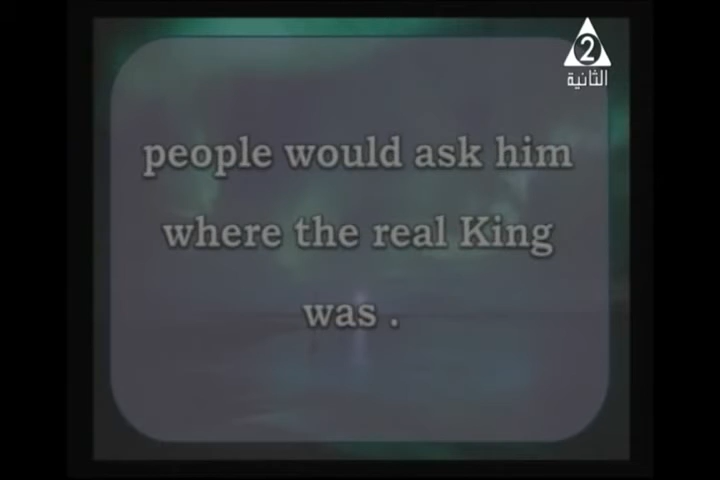 2
الثانية
people would ask him
where the real King
was .